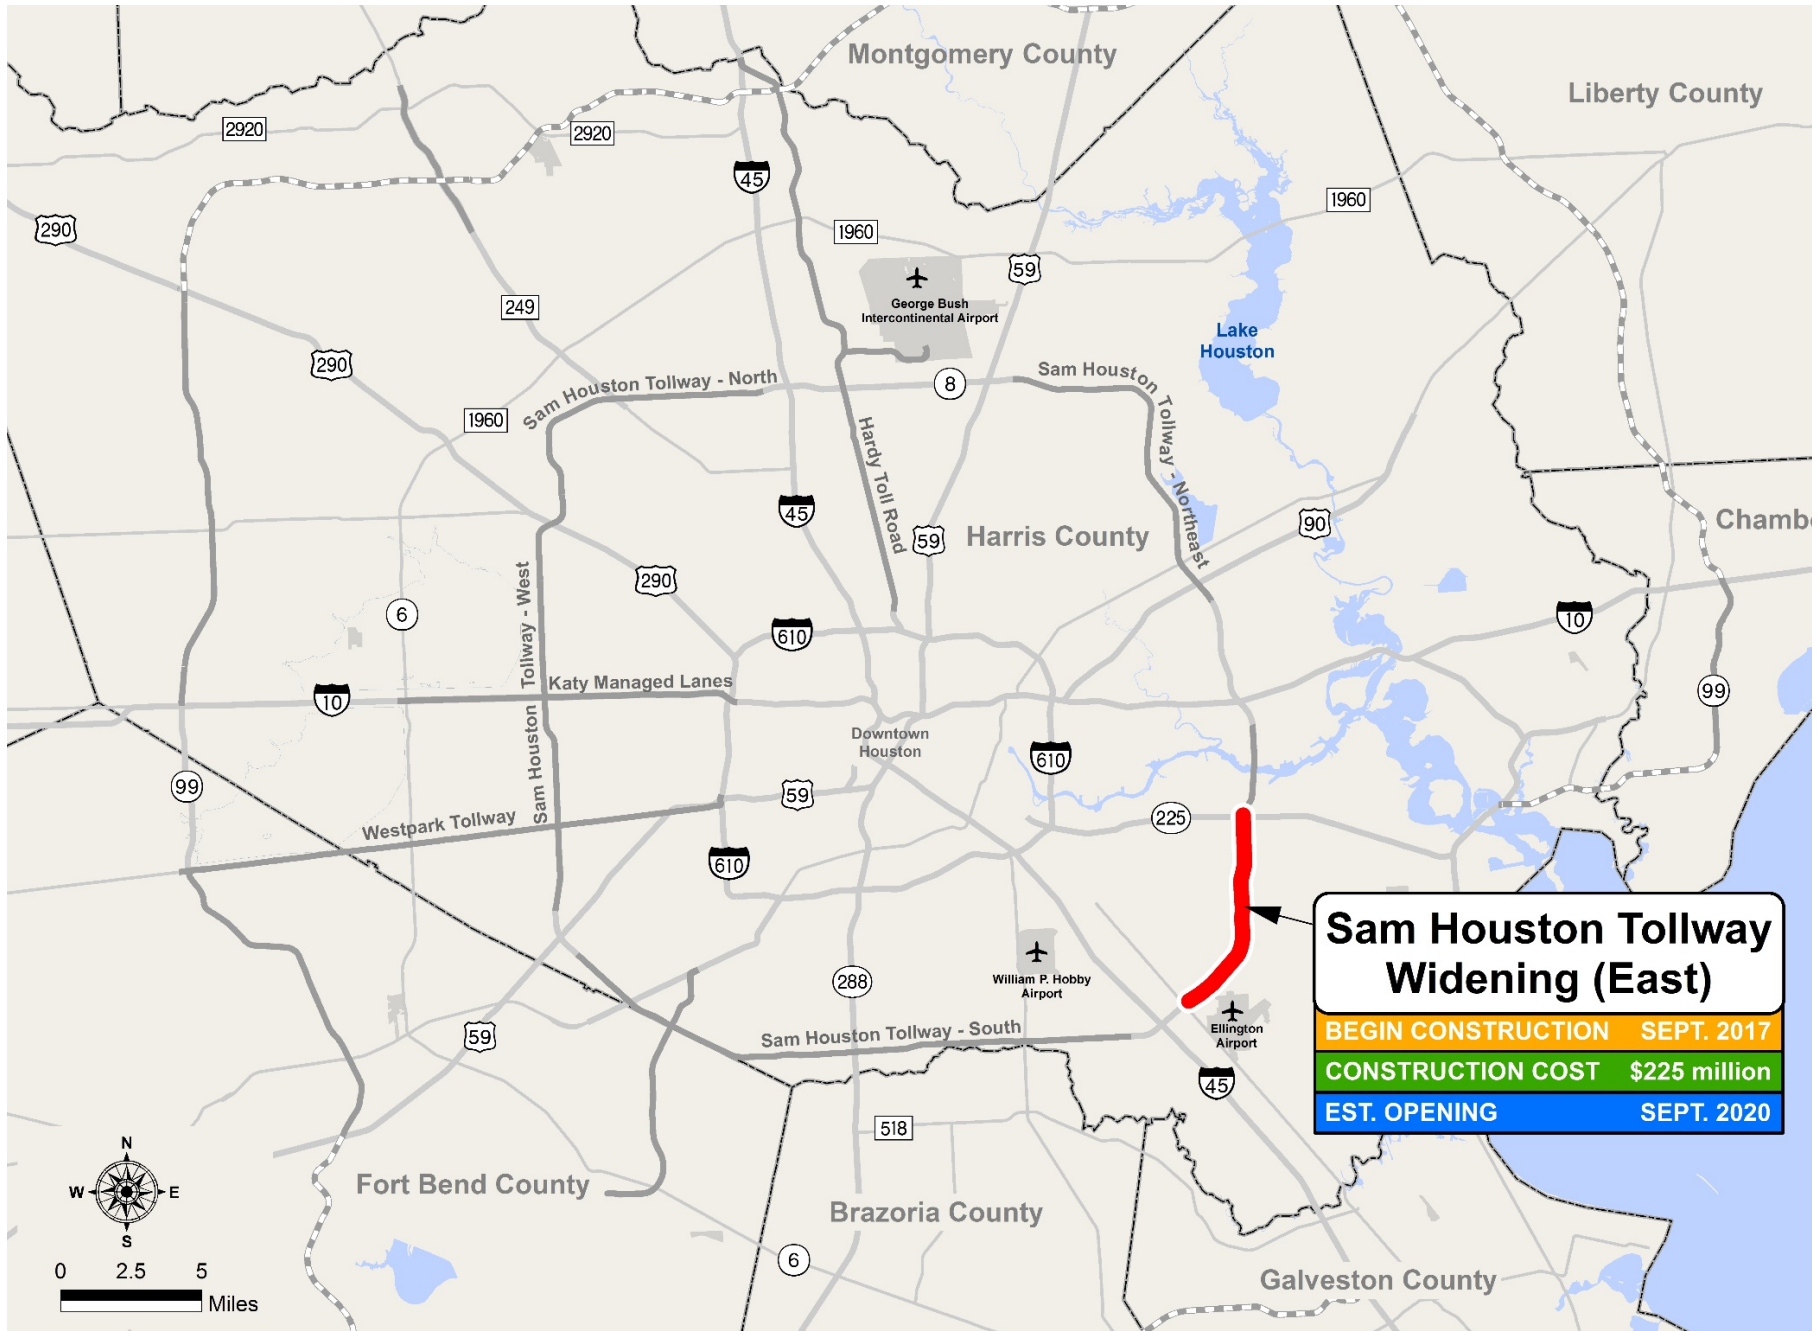 Montgomery County
Liberty County
2920
2920
45
1960
290
1960
59
George Bush
Intercontinental Airport
249
Lake
Houston
290
Sam Houston Tollway - North
8
Sam Houston Tollway - Northeast
1960
Hardy Toll Road
45
59
Harris County
90
Chambe
290
Sam Houston Tollway - West
6
610
10
Katy Managed Lanes
10
99
Downtown
Houston
610
99
59
Westpark Tollway
225
610
Sam Houston Tollway
Widening (East)
William P. Hobby
Airport
288
BEGIN CONSTRUCTION SEPT. 2017
59
Sam Houston Tollway - South
Ellington
Airport
CONSTRUCTION COST $225 million
45
EST. OPENING SEPT. 2020
518
N
W E
S
Fort Bend County
Brazoria County
6
Galveston County
0 2.5 5
Miles